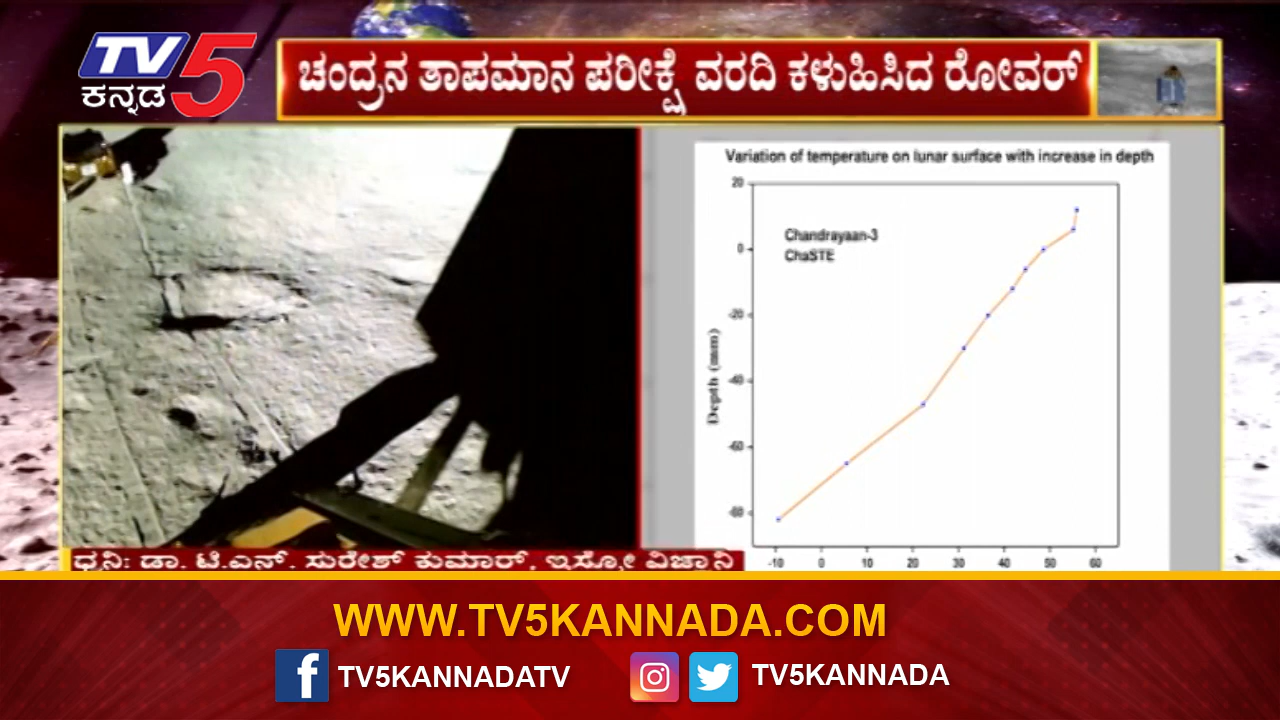 TV5
ಕನ್ನಡ
ಚಂದ್ರನ ತಾಪಮಾನ ಪರೀಕ್ಷೆ ವರದಿ ಕಳುಹಿಸಿದ ರೋವರ್
Variation of temperature on lunar surface with increase in depth
Chandrayaan-3
ChaSTE
Depth (mm)
20
0
-20
-40
-60
-80
-10 0 10 20 30 40 50 60
ಧ್ವನಿ: ಡಾ. ಟಿ.ಎನ್. ಸುರೇಶ್ ಕುಮಾರ್, ಇಸ್ರೋ ವಿಜ್ಞಾನಿ
WWW.TV5KANNADA.COM
f TV5KANNADATV
TV5KANNADA